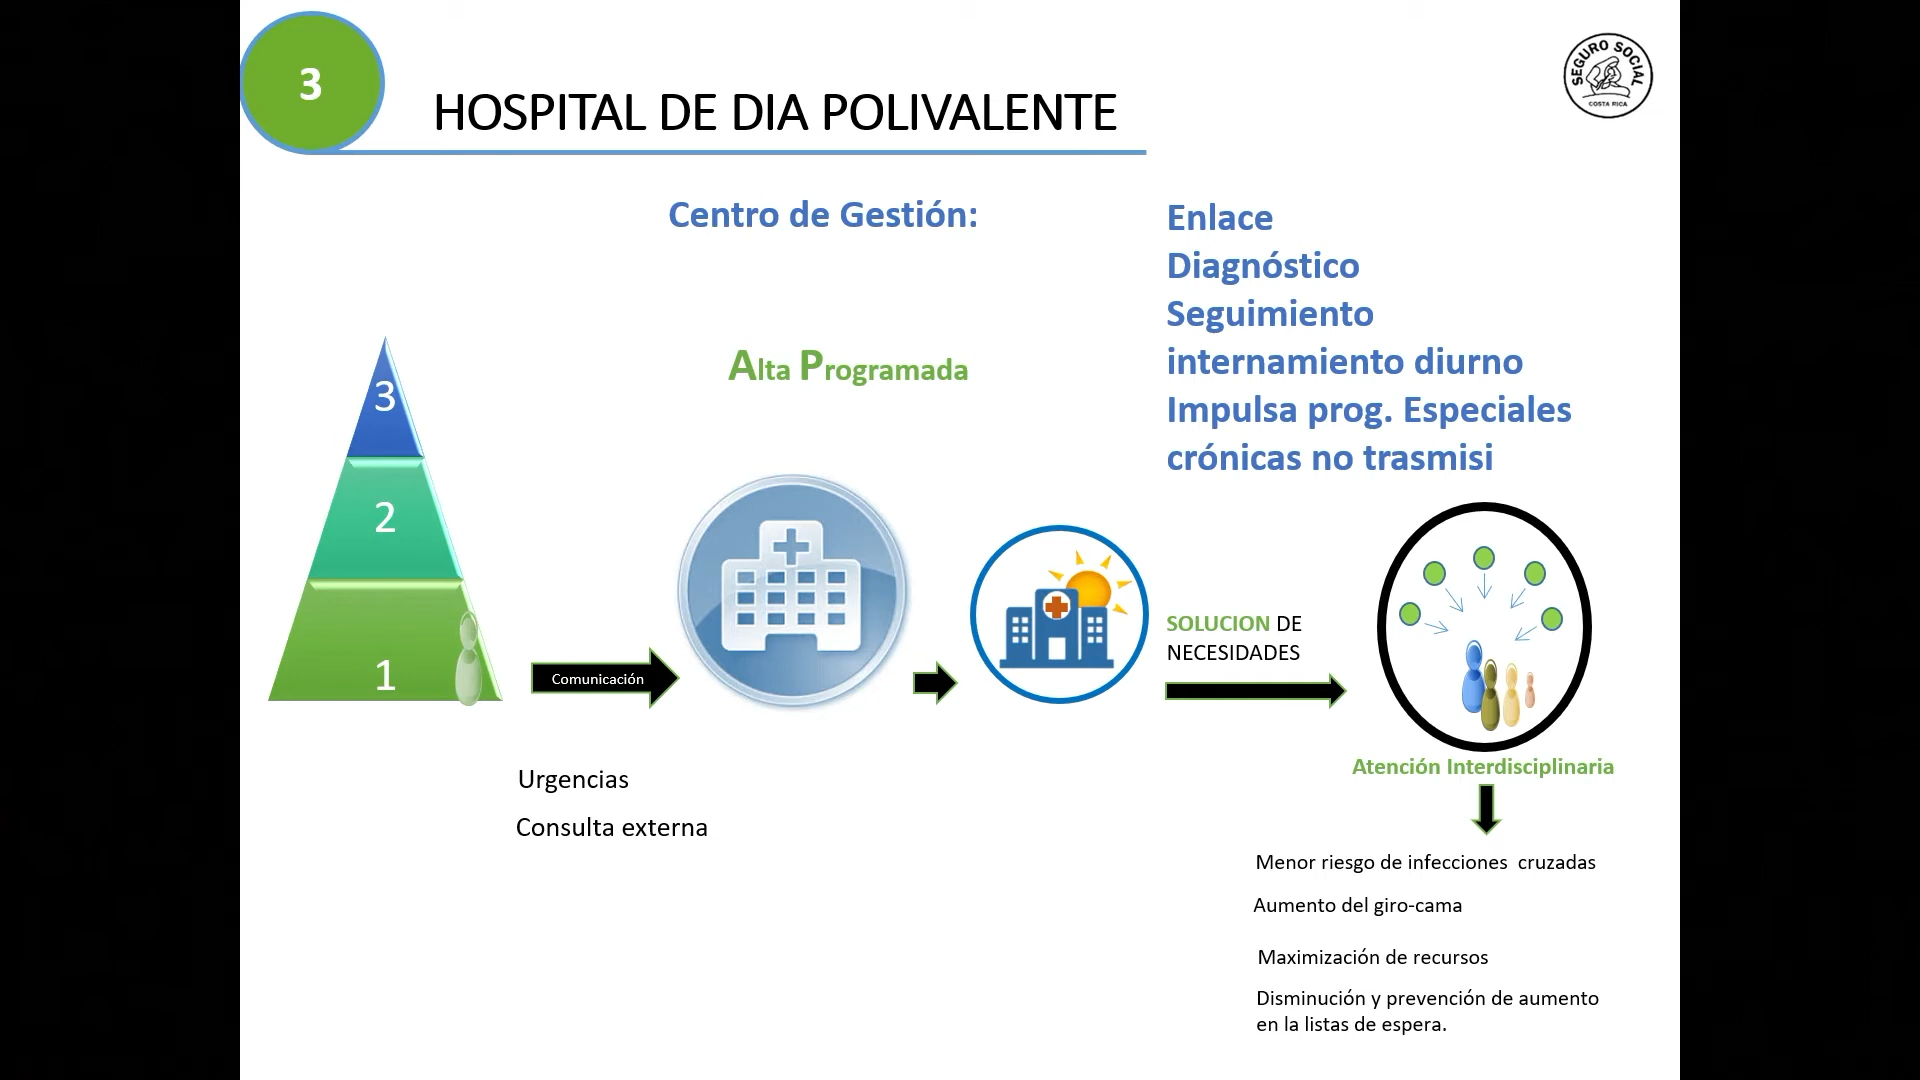 3
HOSPITAL DE DIA POLIVALENTE
SEGURO SOCIAL
COSTA RICA
Centro de Gestión:
Enlace
Diagnóstico
Seguimiento
internamiento diurno
Impulsa prog. Especiales
crónicas no trasmisi
Alta Programada
3
2
1
Comunicación
SOLUCION DE
NECESIDADES
Urgencias
Consulta externa
Atención Interdisciplinaria
Menor riesgo de infecciones cruzadas
Aumento del giro-cama
Maximización de recursos
Disminución y prevención de aumento
en la listas de espera.